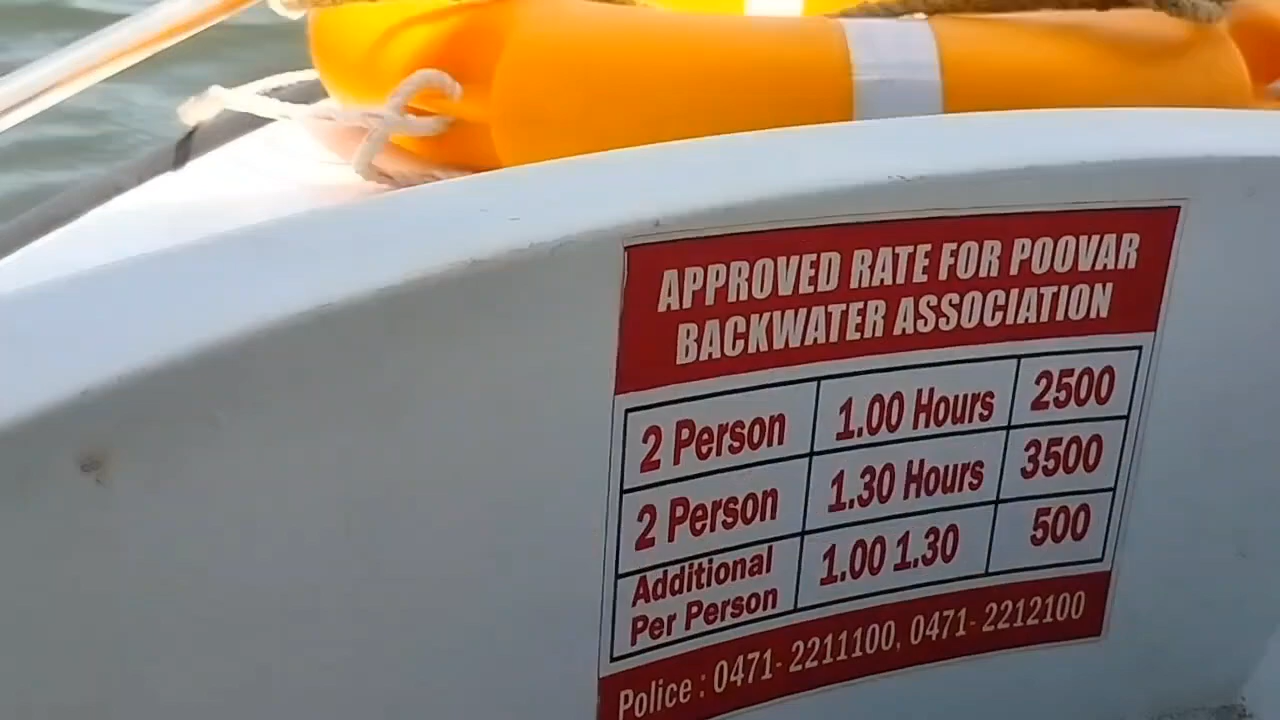 APPROVED RATE FOR POOVAR
BACKWATER ASSOCIATION
2 Person 1.00 Hours 2500
2 Person 1.30 Hours 3500
Additional
Per Person 1.00 1.30 500
Police : 0471- 2211100, 0471- 2212100